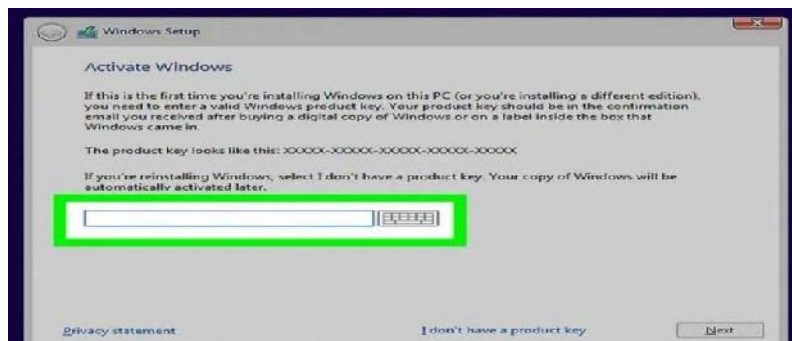 Windows Setup
Activate Windows
If this is the first time you're installing Windows on this PC (or you're installing a different edition),
you need to enter a valid Windows product key. Your product key should be in the confirmation
email you received after buying a digital copy of Windows or on a label inside the box that
Windows came in.
The product key looks like this: XXXXX-XXXXX-XXXXX-XXXXX-XXXXX
If you're reinstalling Windows, select I don't have a product key. Your copy of Windows will be
automatically activated later.
Privacy statement
I don't have a product key
Next